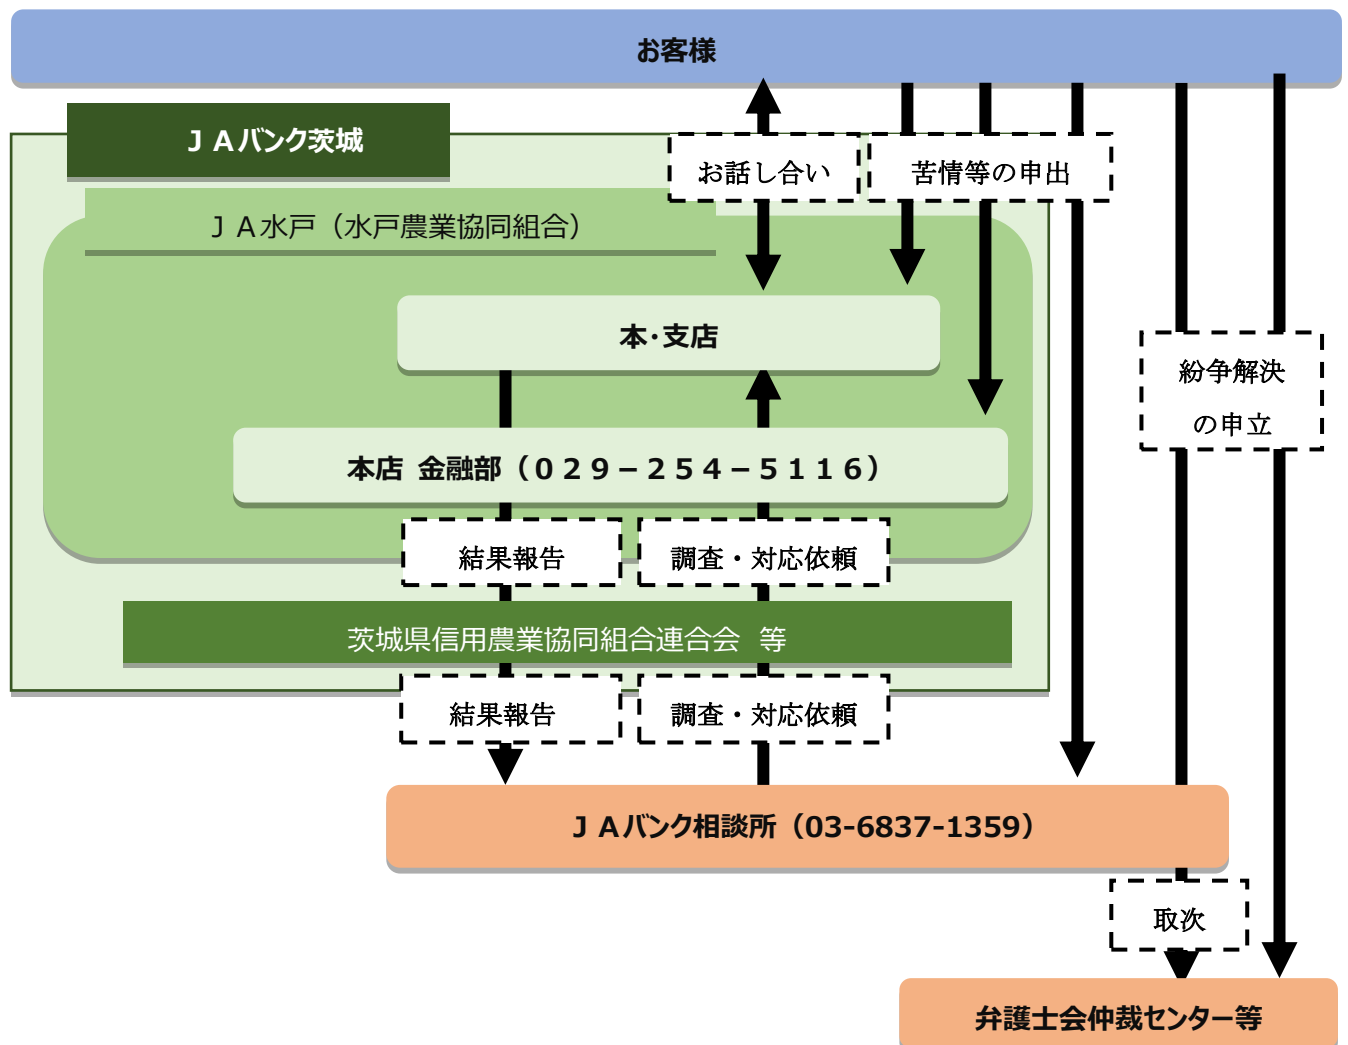 お客様
ＪＡバンク茨城
お話し合い
苦情等の申出
ＪＡ水戸（水戸農業協同組合）
本・支店
紛争解決
の申立
本店 金融部（０２９－２５４－５１１６）
結果報告
調査・対応依頼
茨城県信用農業協同組合連合会 等
結果報告
調査・対応依頼
ＪＡバンク相談所（03-6837-1359）
取次
弁護士会仲裁センター等